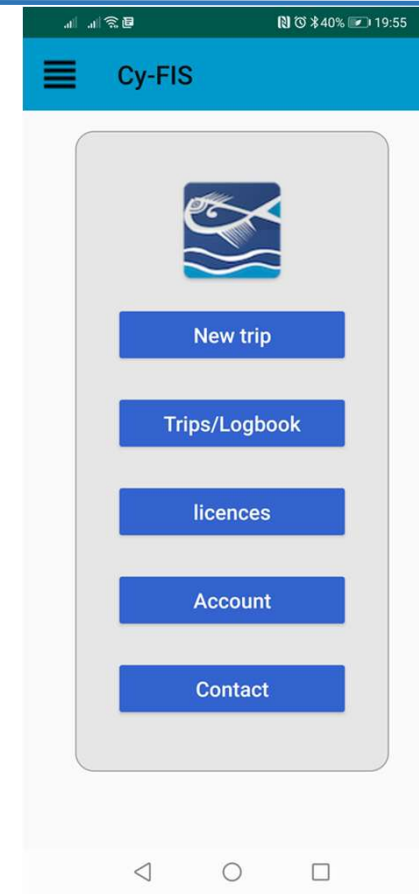 40% 19:55
Cy-FIS
New trip
Trips/Logbook
licences
Account
Contact